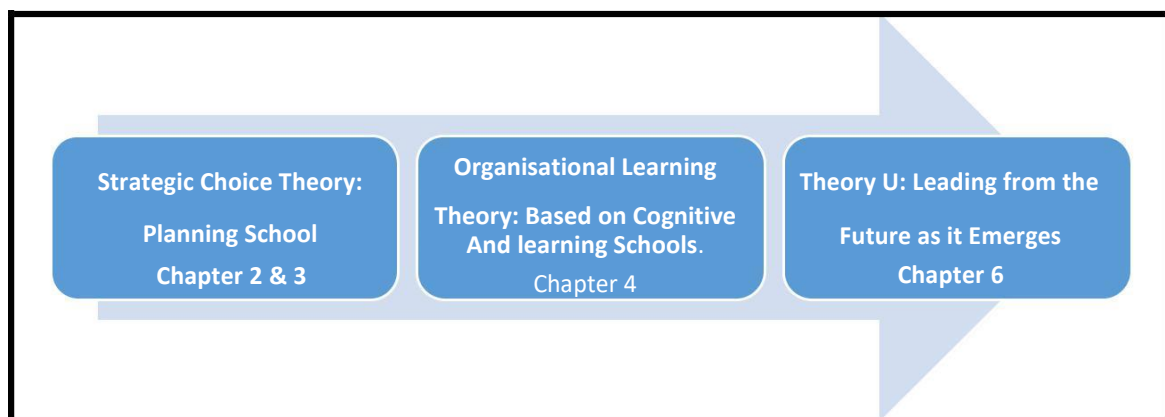 Strategic Choice Theory:
Planning School
Chapter 2 & 3
Organisational Learning
Theory: Based on Cognitive
And learning Schools.
Chapter 4
Theory U: Leading from the
Future as it Emerges
Chapter 6